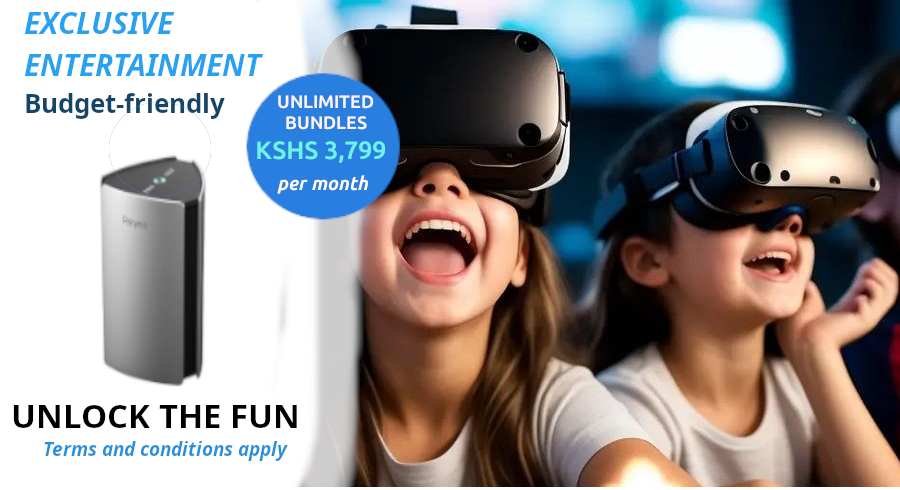 EXCLUSIVE
ENTERTAINMENT
Budget-friendly
UNLIMITED
BUNDLES
KSHS 3,799
per month
UNLOCK THE FUN
Terms and conditions apply